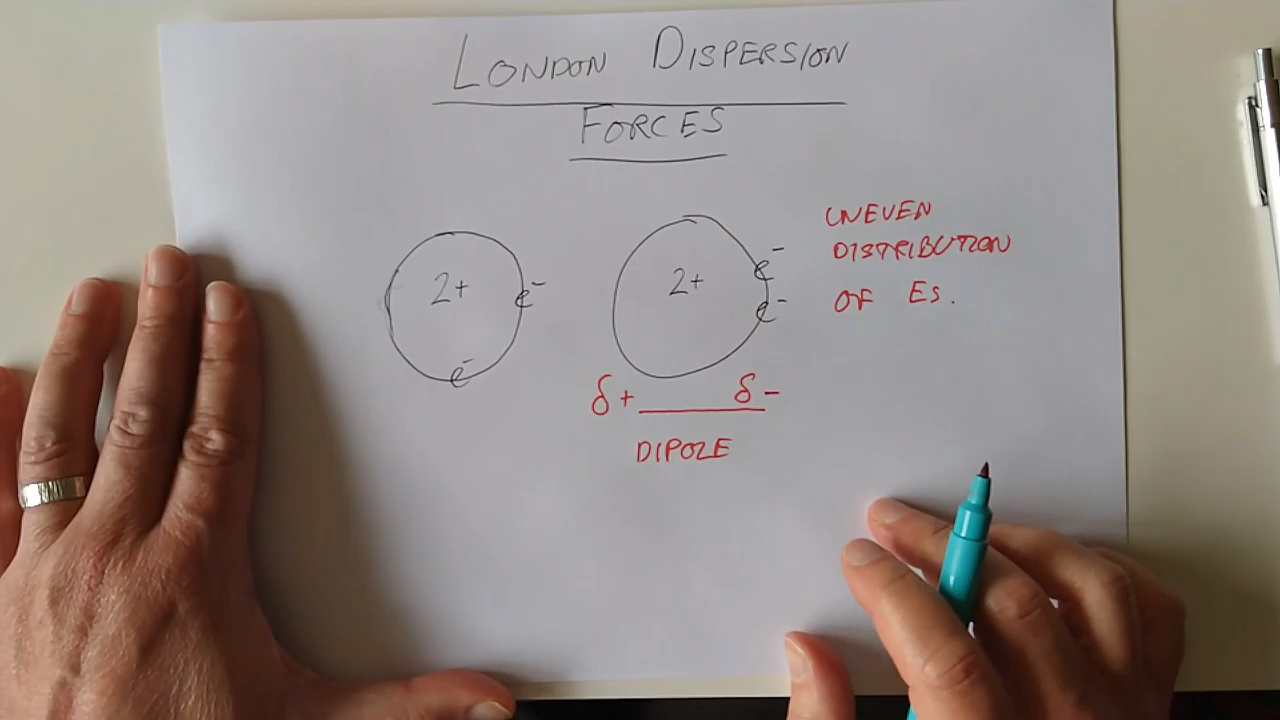 LONDON DISPERSION
FORCES
2+
e-
e-
2+
e-
e-
UNEVEN
DISTRIBUTION
OF Es.
δ+
δ-
DIPOLE